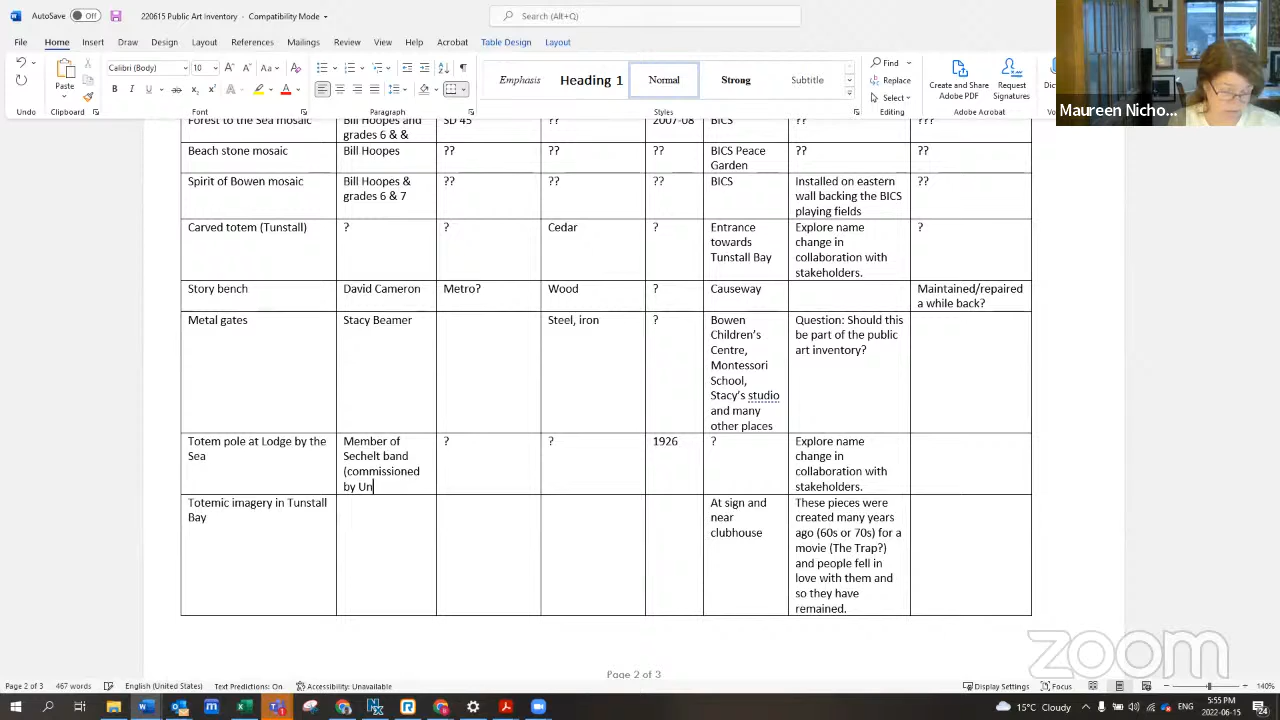 AutoSave Off 220615 Public Art Inventory - Compatibility Mode Search (Alt+Q)
File Home Insert Draw Design Layout References Mailings Review View Help Acrobat Table Design Layout
Calibri (Body) 10 Emphasis Heading 1 Normal Strong Subtitle Find Replace Select
Paste Create and Share Adobe PDF Request Signatures
Undo Clipboard Font Paragraph Styles Editing Adobe Acrobat
Maureen Nicho...
Forest to the Sea mosaic Bill Hoopes and SD 45 ?? 2007-08 BICS ?? ???
grades 6 & &
Beach stone mosaic Bill Hoopes ?? ?? ?? BICS Peace ?? ??
Garden
Spirit of Bowen mosaic Bill Hoopes & ?? ?? ?? BICS Installed on eastern ??
grades 6 & 7 wall backing the BICS
playing fields
Carved totem (Tunstall) ? ? Cedar ? Entrance Explore name ?
towards change in
Tunstall Bay collaboration with
stakeholders.
Story bench David Cameron Metro? Wood ? Causeway Maintained/repaired
a while back?
Metal gates Stacy Beamer Steel, iron ? Bowen Question: Should this
Children's be part of the public
Centre, art inventory?
Montessori
School,
Stacy's studio
and many
other places
Totem pole at Lodge by the Member of ? ? 1926 ? Explore name
Sea Sechelt band change in
(commissioned collaboration with
by Un stakeholders.
Totemic imagery in Tunstall At sign and These pieces were
Bay near created many years
clubhouse ago (60s or 70s) for a
movie (The Trap?)
and people fell in
love with them and
so they have
remained.
zoom
Page 2 of 3
Page 2 of 3 467 words English (United States) Text Predictions: On Accessibility: Unavailable Display Settings Focus 140%
15°C Cloudy ENG 5:55 PM
2022-06-15 24